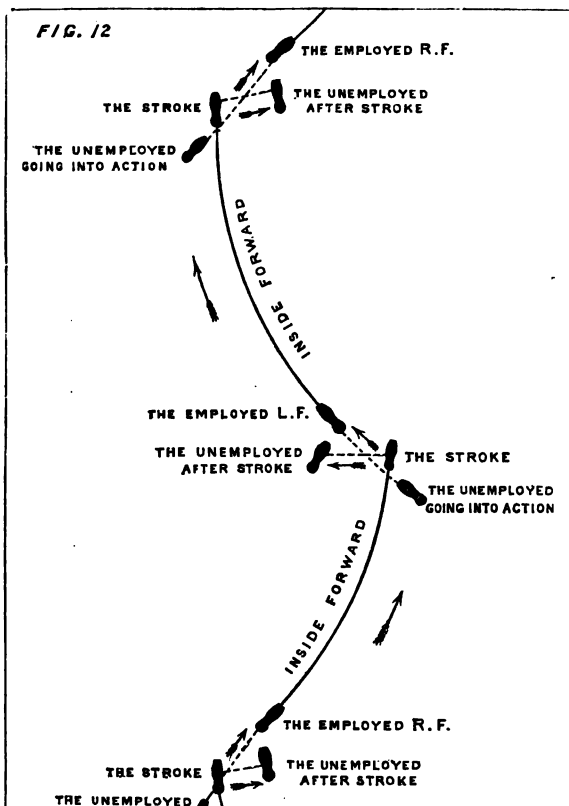 FIG. 12
THE EMPLOYED R.F.
THE UNEMPLOYED
AFTER STROKE
THE STROKE
THE UNEMPLOYED
GOING INTO ACTION
INSIDE FORWARD
THE EMPLOYED L.F.
THE UNEMPLOYED
AFTER STROKE
THE STROKE
THE UNEMPLOYED
GOING INTO ACTION
INSIDE FORWARD
THE EMPLOYED R.F.
THE UNEMPLOYED
AFTER STROKE
THE STROKE
THE UNEMPLOYED